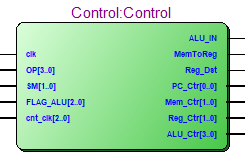 Control:Control
ALU_IN
clk MemToReg
OP[3..0] Reg_Dst
SM[1..0] PC_Ctr[0..0]
FLAG_ALU[2..0] Mem_Ctr[1..0]
cnt_clk[2..0] Reg_Ctr[1..0]
ALU_Ctr[3..0]